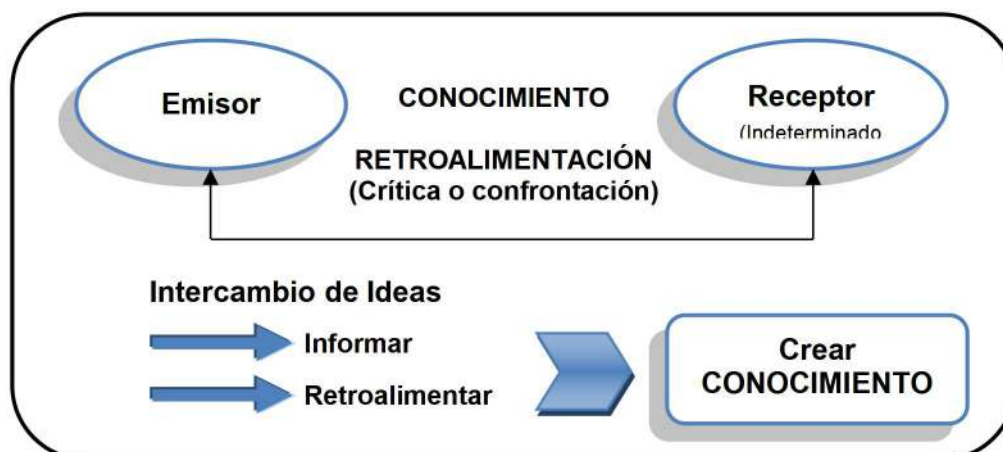 Emisor
CONOCIMIENTO
Receptor
(Indeterminado
RETROALIMENTACIÓN
(Crítica o confrontación)
Intercambio de Ideas
Informar
Retroalimentar
Crear
CONOCIMIENTO